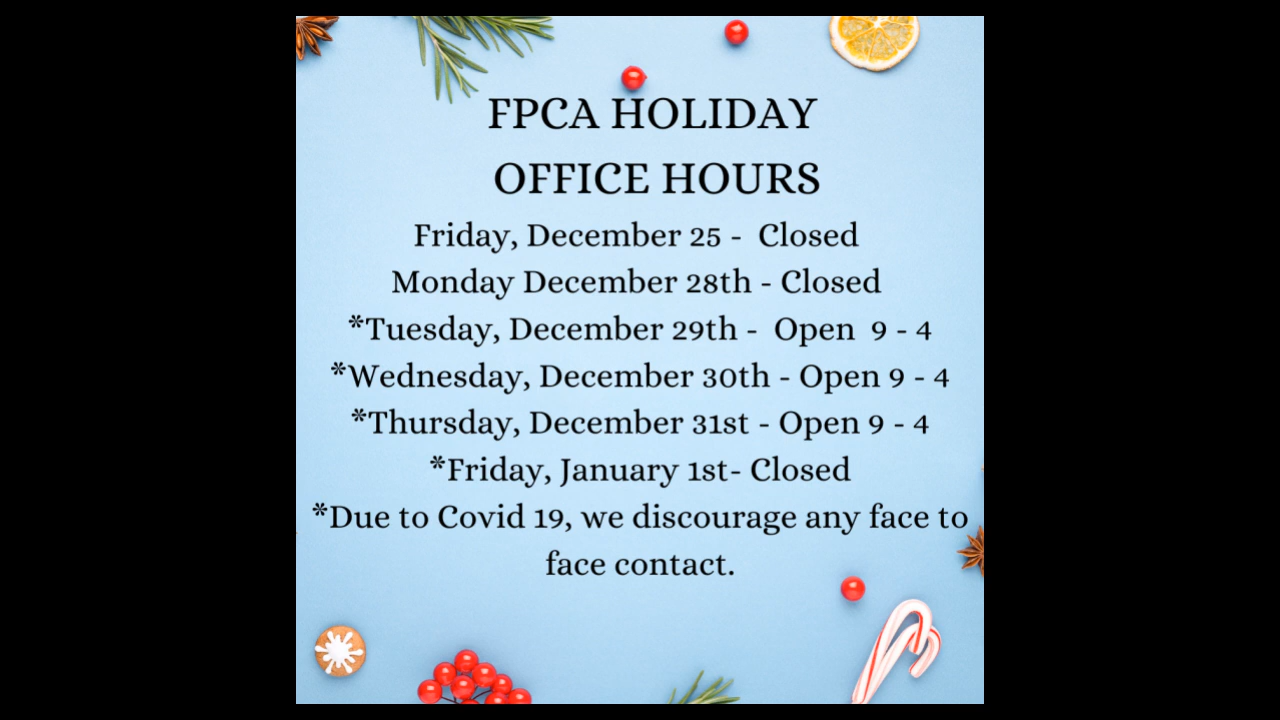 FPCA HOLIDAY
OFFICE HOURS
Friday, December 25 -  Closed
Monday December 28th - Closed
*Tuesday, December 29th -  Open  9 - 4
*Wednesday, December 30th - Open 9 - 4
*Thursday, December 31st - Open 9 - 4
*Friday, January 1st- Closed
*Due to Covid 19, we discourage any face to
face contact.